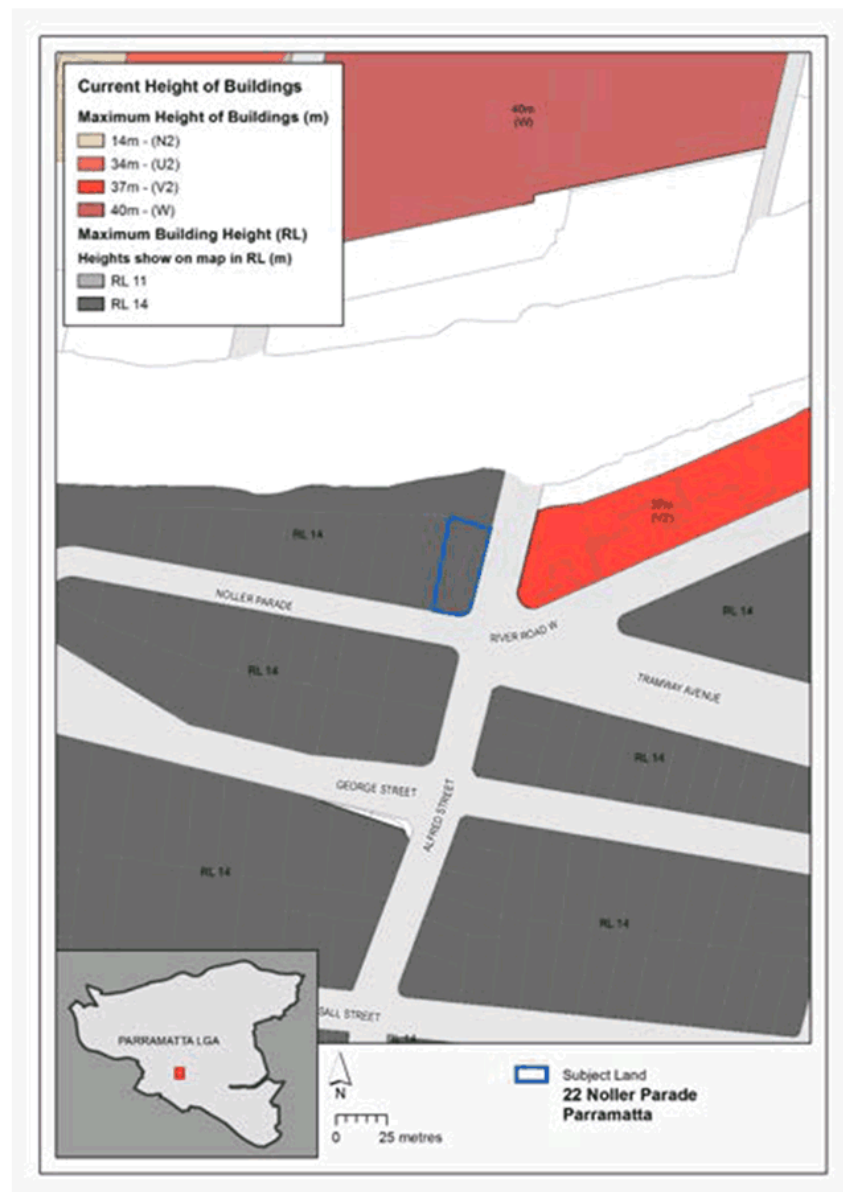 Current Height of Buildings
Maximum Height of Buildings (m)
14m - (N2)
34m - (U2)
37m - (V2)
40m - (W)
Maximum Building Height (RL)
Heights show on map in RL (m)
RL 11
RL 14
40m
(W)
37m
(V2)
RL 14
NOLLER PARADE
RIVER ROAD W
RL 14
RL 14
TRAMWAY AVENUE
RL 14
GEORGE STREET
ALFRED STREET
RL 14
RL 14
GALL STREET
PARRAMATTA LGA
N
0 25 metres
Subject Land
22 Noller Parade
Parramatta